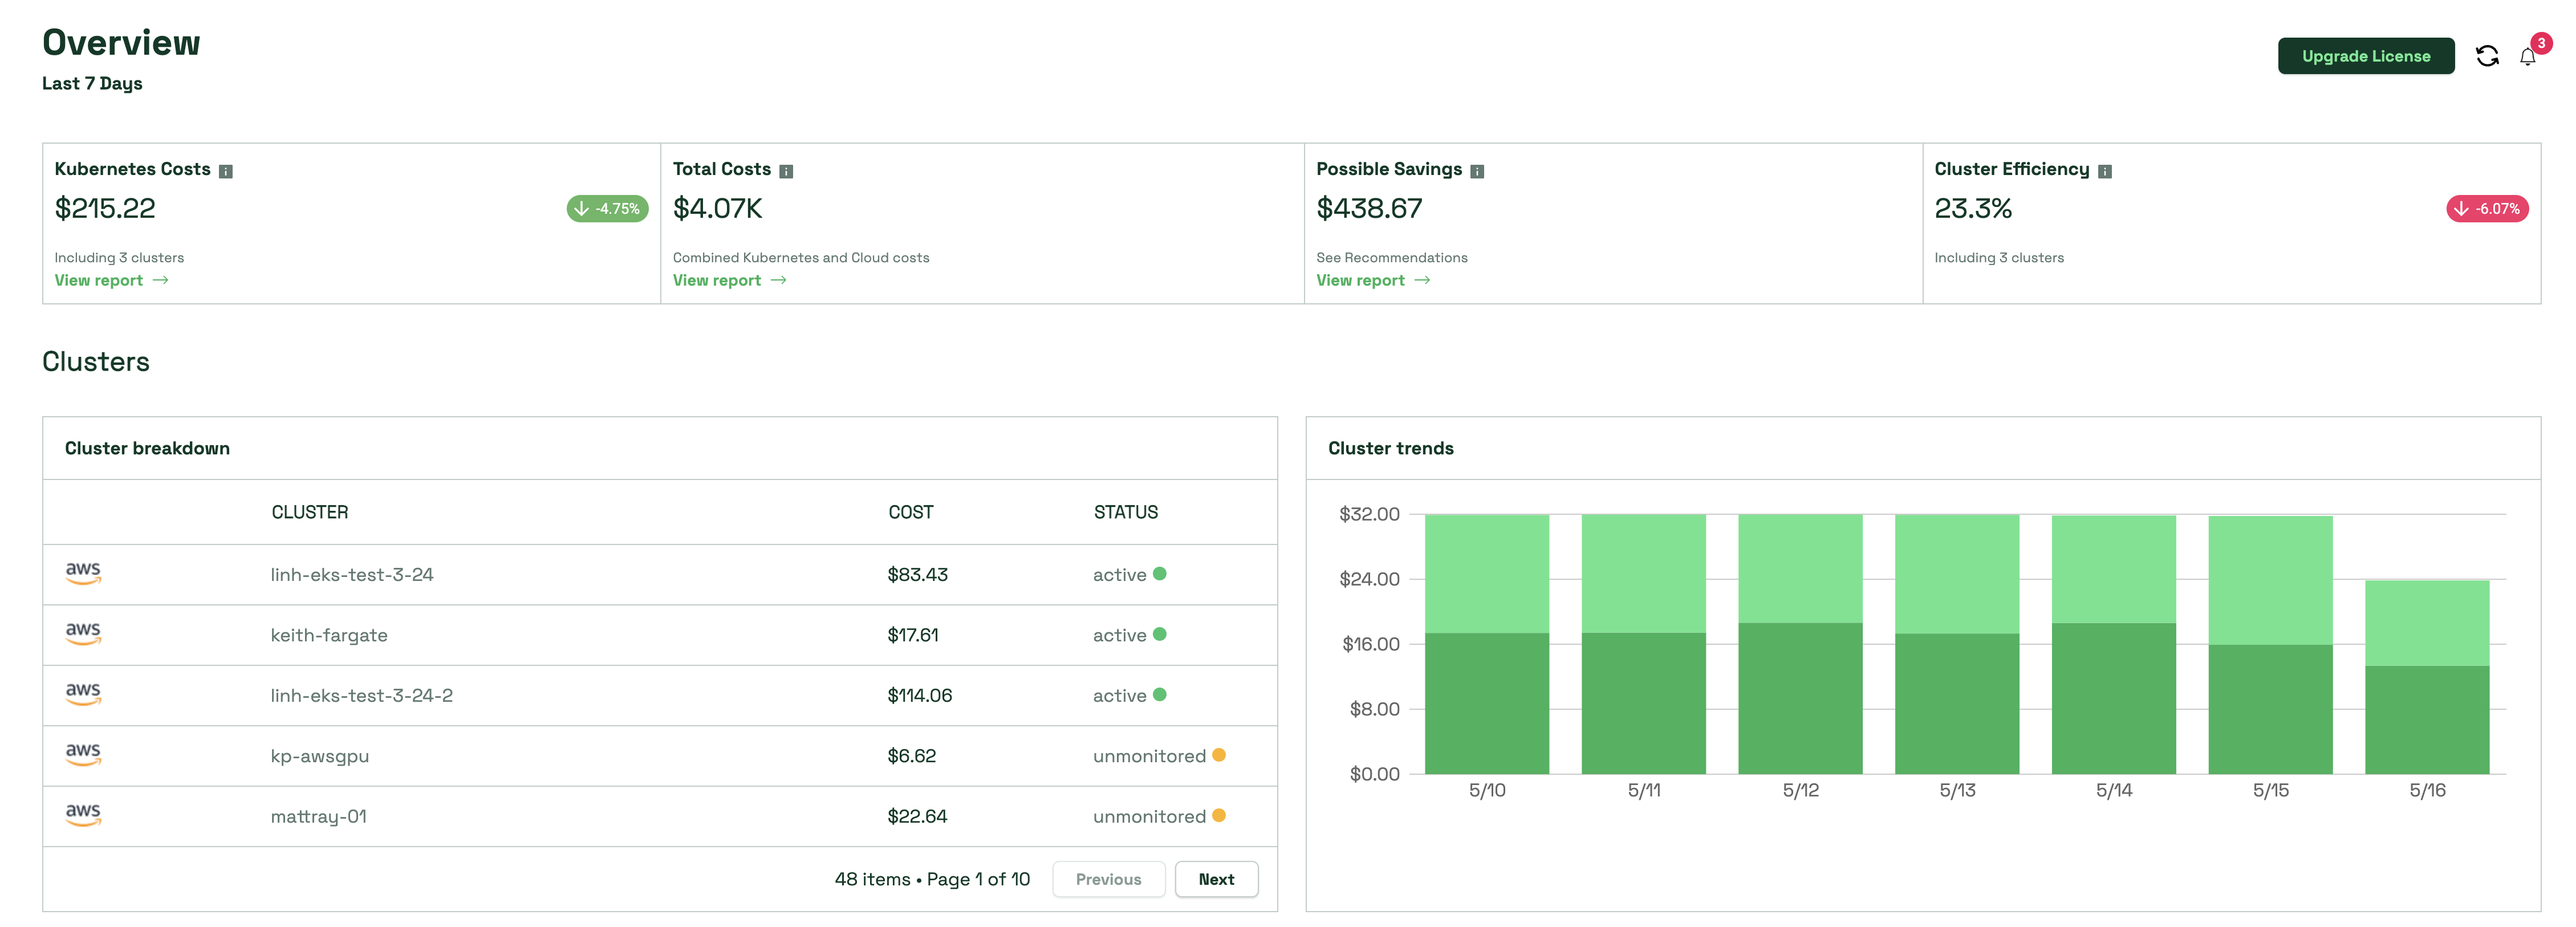 Overview
Last 7 Days
Upgrade License
3
Kubernetes Costs
$215.22
-4.75%
Including 3 clusters
View report
Total Costs
$4.07K
Combined Kubernetes and Cloud costs
View report
Possible Savings
$438.67
See Recommendations
View report
Cluster Efficiency
23.3%
-6.07%
Including 3 clusters
Clusters
Cluster breakdown
CLUSTER COST STATUS
aws linh-eks-test-3-24 $83.43 active
aws keith-fargate $17.61 active
aws linh-eks-test-3-24-2 $114.06 active
aws kp-awsgpu $6.62 unmonitored
aws mattray-01 $22.64 unmonitored
48 items • Page 1 of 10 Previous Next
Cluster trends
$32.00
$24.00
$16.00
$8.00
$0.00
5/10 5/11 5/12 5/13 5/14 5/15 5/16